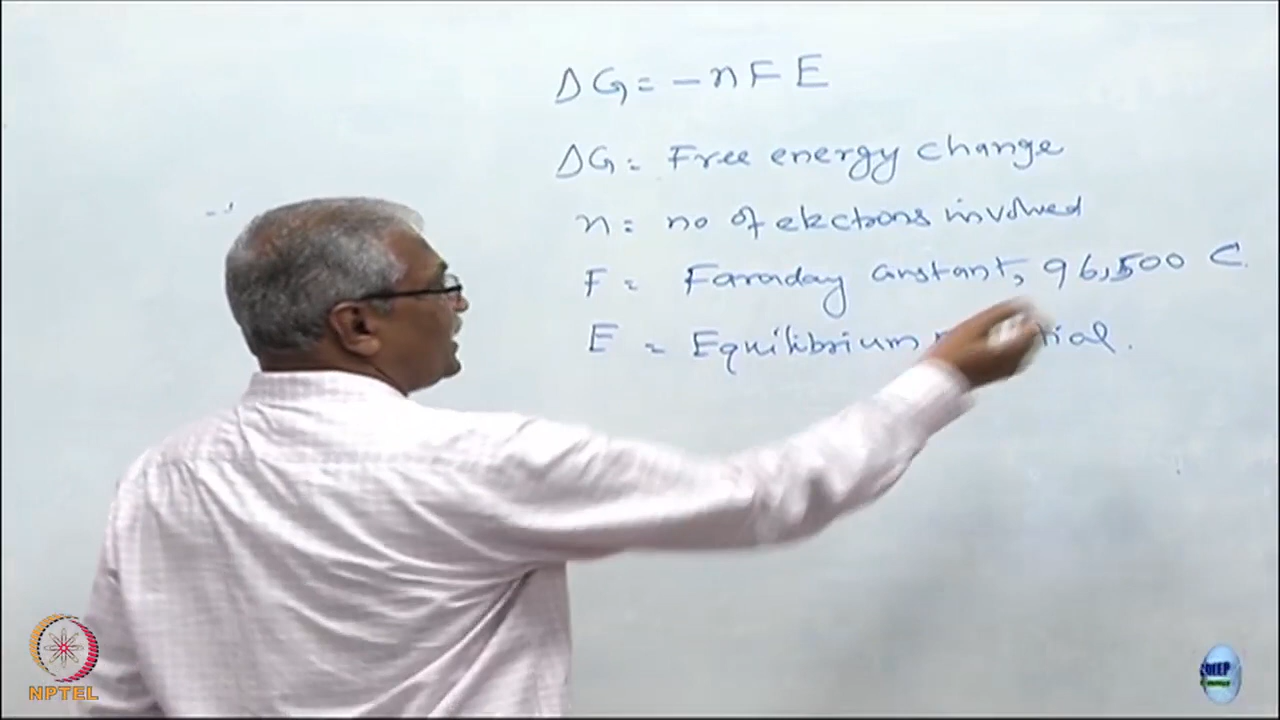 ΔG = -nFE
ΔG = Free energy change
n = no of electrons involved
F = Faraday constant, 96,500 C
E = Equilibrium
NPTEL